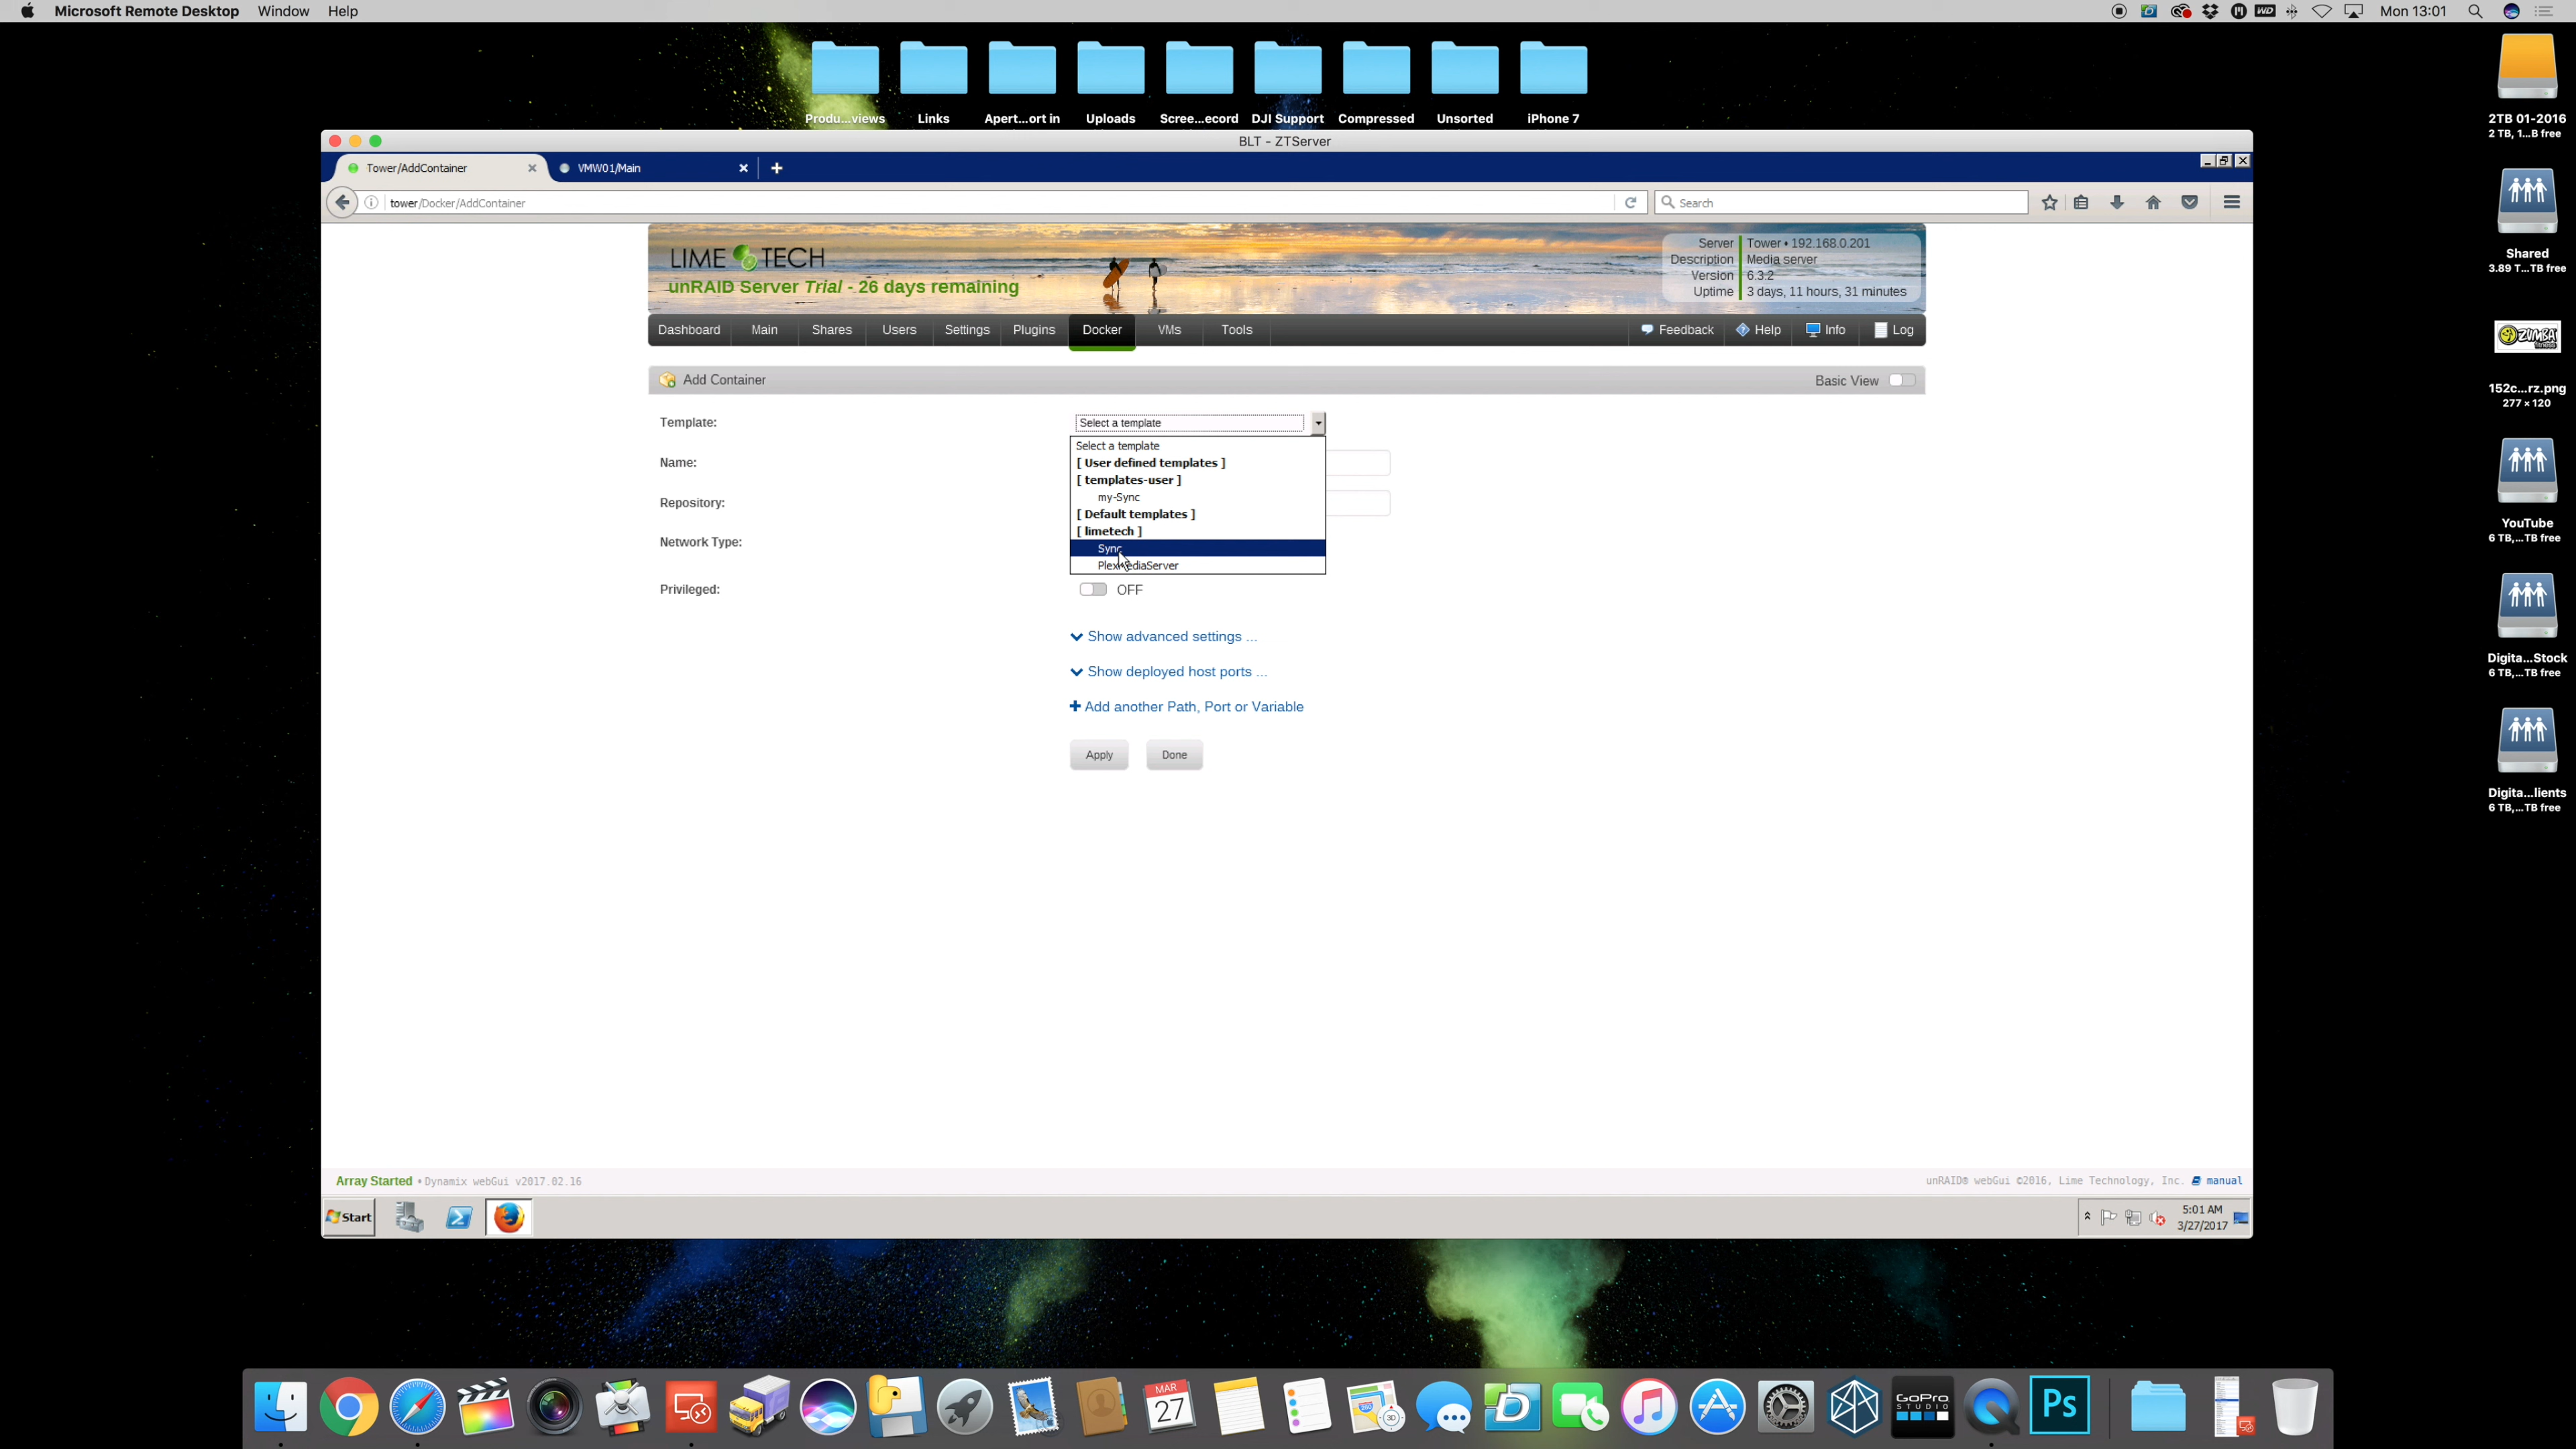 Microsoft Remote Desktop Window Help
WD Mon 13:01
Produ...views Links Apert...ort in Uploads Scree...ecord DJI Support Compressed Unsorted iPhone 7
2TB 01-2016
2 TB, 1...B free
Shared
3.89 T...TB free
ZUMBA
fitness
152c...rz.png
277 × 120
YouTube
6 TB,...TB free
Digita...Stock
6 TB,...TB free
Digita...lients
6 TB,...TB free
BLT - ZTServer
Tower/AddContainer VMW01/Main
tower/Docker/AddContainer
Search
LIME TECH
unRAID Server Trial - 26 days remaining
Server Tower • 192.168.0.201
Description Media server
Version 6.3.2
Uptime 3 days, 11 hours, 31 minutes
Dashboard Main Shares Users Settings Plugins Docker VMs Tools Feedback Help Info Log
Add Container Basic View
Template: Select a template
Select a template
[ User defined templates ]
[ templates-user ]
my-Sync
[ Default templates ]
[ limetech ]
Sync
PlexMediaServer
Name:
Repository:
Network Type:
Privileged: OFF
Show advanced settings ...
Show deployed host ports ...
Add another Path, Port or Variable
Apply Done
Array Started • Dynamix webGui v2017.02.16
unRAID® webGui ©2016, Lime Technology, Inc. manual
Start
5:01 AM
3/27/2017
MAR
27
3D
GoPro
STUDIO
Ps